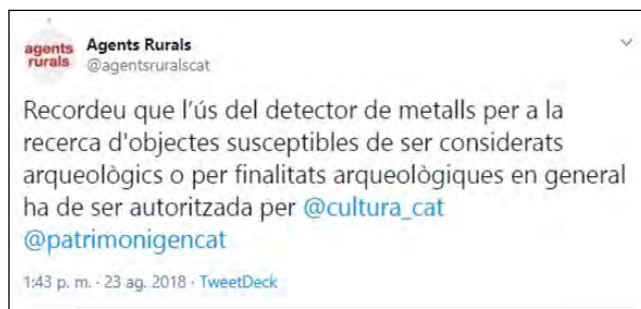 agents
rurals
Agents Rurals
@agentsruralscat
Recordeu que l'ús del detector de metalls per a la
recerca d'objectes susceptibles de ser considerats
arqueològics o per finalitats arqueològiques en general
ha de ser autoritzada per @cultura_cat
@patrimonigencat
1:43 p. m. · 23 ag. 2018 · TweetDeck